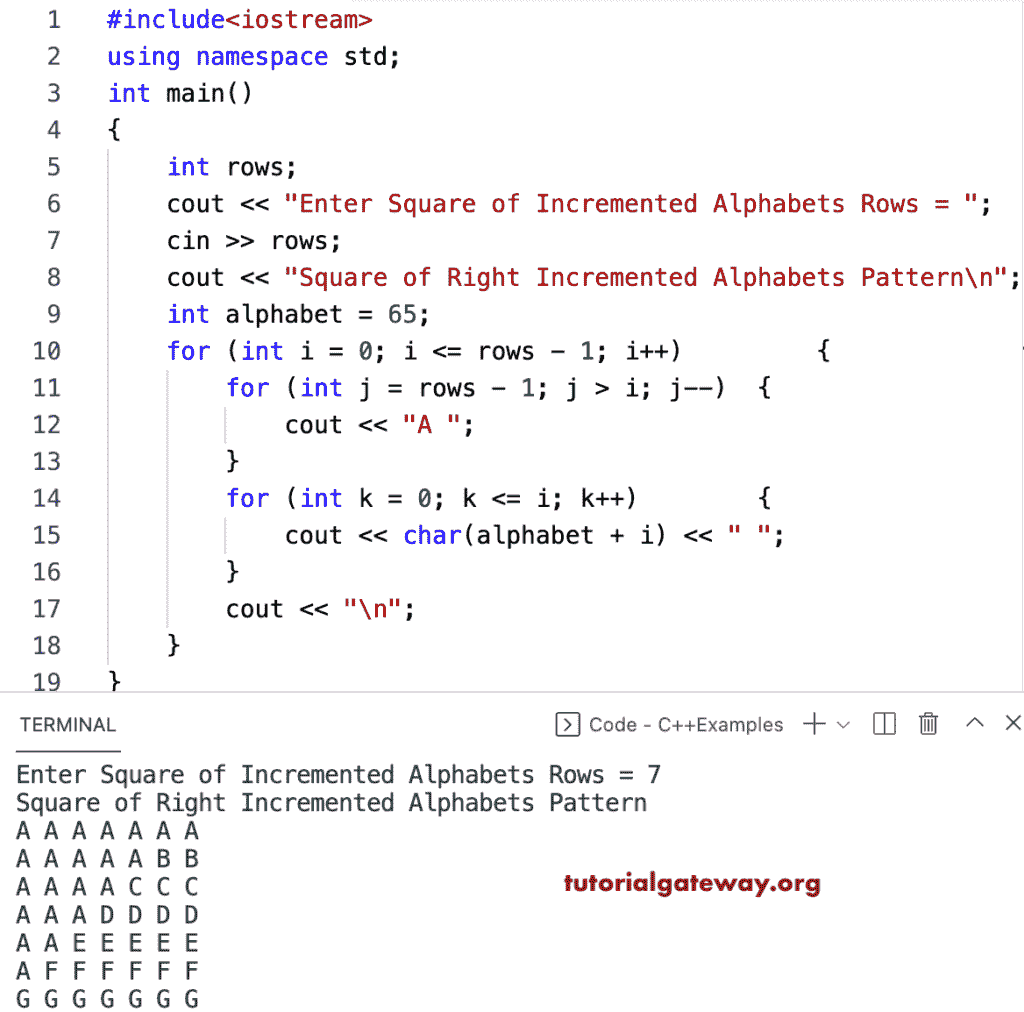 1 #include<iostream>
2 using namespace std;
3 int main()
4 {
5 int rows;
6 cout << "Enter Square of Incremented Alphabets Rows = ";
7 cin >> rows;
8 cout << "Square of Right Incremented Alphabets Pattern\n";
9 int alphabet = 65;
10 for (int i = 0; i <= rows - 1; i++) {
11 for (int j = rows - 1; j > i; j--) {
12 cout << "A ";
13 }
14 for (int k = 0; k <= i; k++) {
15 cout << char(alphabet + i) << " ";
16 }
17 cout << "\n";
18 }
19 }
TERMINAL Code - C++Examples
Enter Square of Incremented Alphabets Rows = 7
Square of Right Incremented Alphabets Pattern
A A A A A A A
A A A A A B B
A A A A C C C
A A A D D D D
A A E E E E E
A F F F F F F
G G G G G G G
tutorialgateway.org